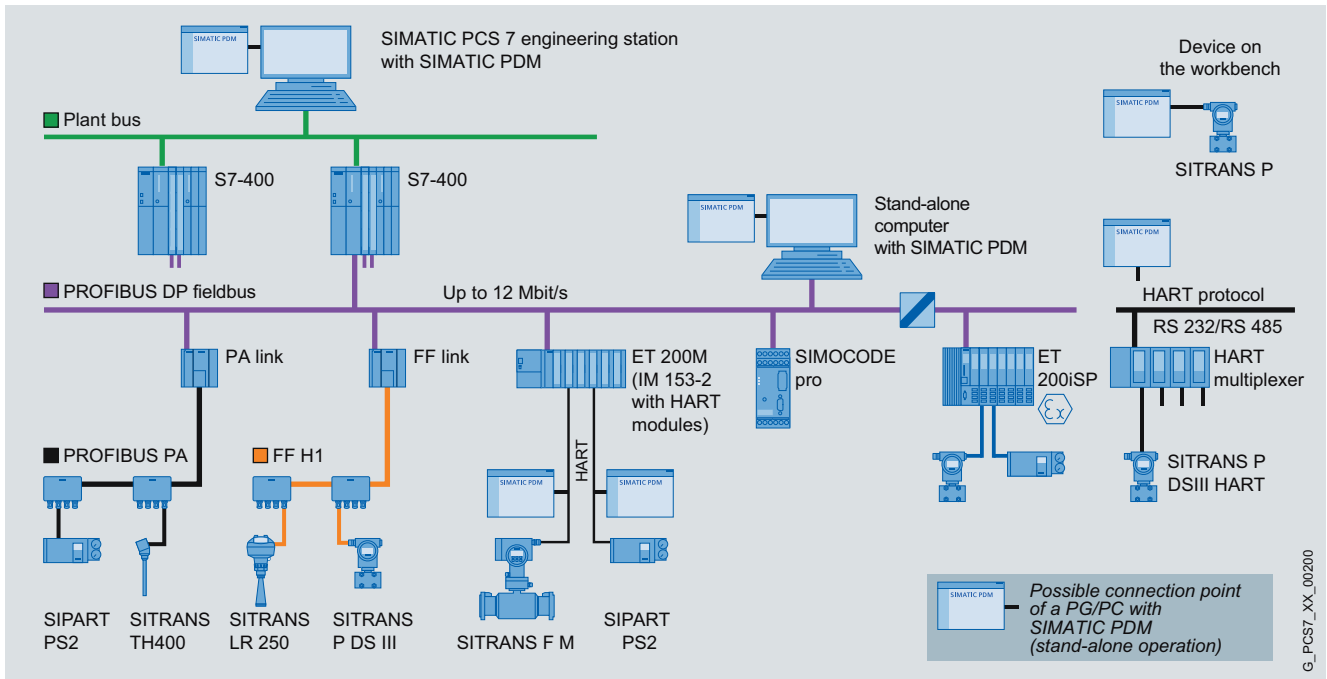 SIMATIC PDM
SIMATIC PCS 7 engineering station
with SIMATIC PDM
Device on
the workbench
SIMATIC PDM
SITRANS P
Plant bus
S7-400
S7-400
SIMATIC PDM
Stand-alone
computer
with SIMATIC PDM
SIMATIC PDM
PROFIBUS DP fieldbus
Up to 12 Mbit/s
HART protocol
RS 232/RS 485
PA link
FF link
ET 200M
(IM 153-2
with HART
modules)
SIMOCODE
pro
ET
200iSP
Ex
HART
multiplexer
PROFIBUS PA
FF H1
HART
SIMATIC PDM
SIMATIC PDM
SITRANS P
DSIII HART
SIPART
PS2
SITRANS
TH400
SITRANS
LR 250
SITRANS
P DS III
SITRANS F M
SIPART
PS2
SIMATIC PDM
Possible connection point
of a PG/PC with
SIMATIC PDM
(stand-alone operation)
G_PCS7_XX_00200